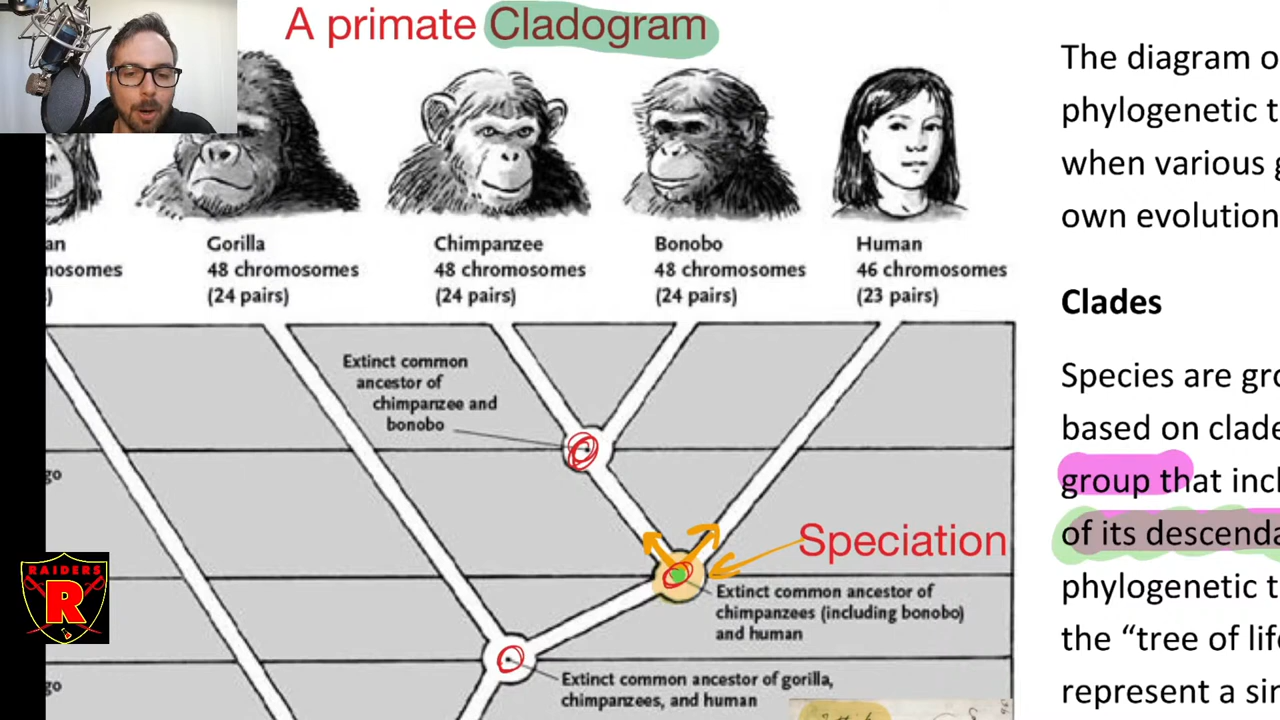 A primate Cladogram
an
nosomes
)
Gorilla
48 chromosomes
(24 pairs)
Chimpanzee
48 chromosomes
(24 pairs)
Bonobo
48 chromosomes
(24 pairs)
Human
46 chromosomes
(23 pairs)
Extinct common
ancestor of
chimpanzee and
bonobo
go
Speciation
Extinct common ancestor of
chimpanzees (including bonobo)
and human
Extinct common ancestor of gorilla,
chimpanzees, and human
go
RAIDERS
R
The diagram o
phylogenetic t
when various g
own evolution
Clades
Species are gro
based on clade
group that incl
of its descenda
phylogenetic t
the “tree of life
represent a sin